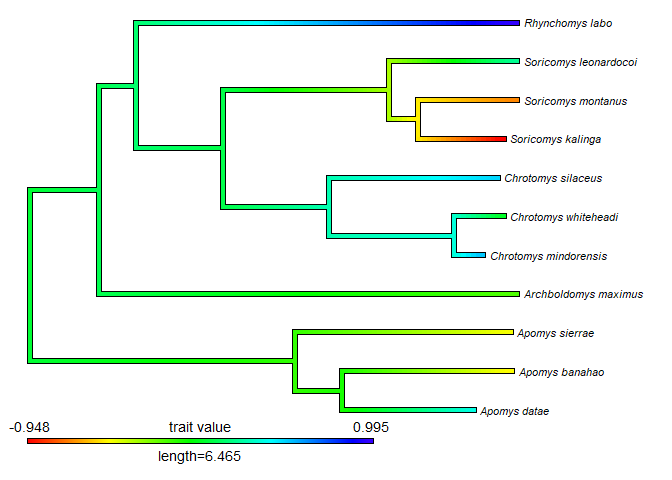 Rhynchomys labo
Soricomys leonardocoi
Soricomys montanus
Soricomys kalinga
Chrotomys silaceus
Chrotomys whiteheadi
Chrotomys mindorensis
Archboldomys maximus
Apomys sierrae
Apomys banahao
Apomys datae
-0.948 trait value 0.995
length=6.465